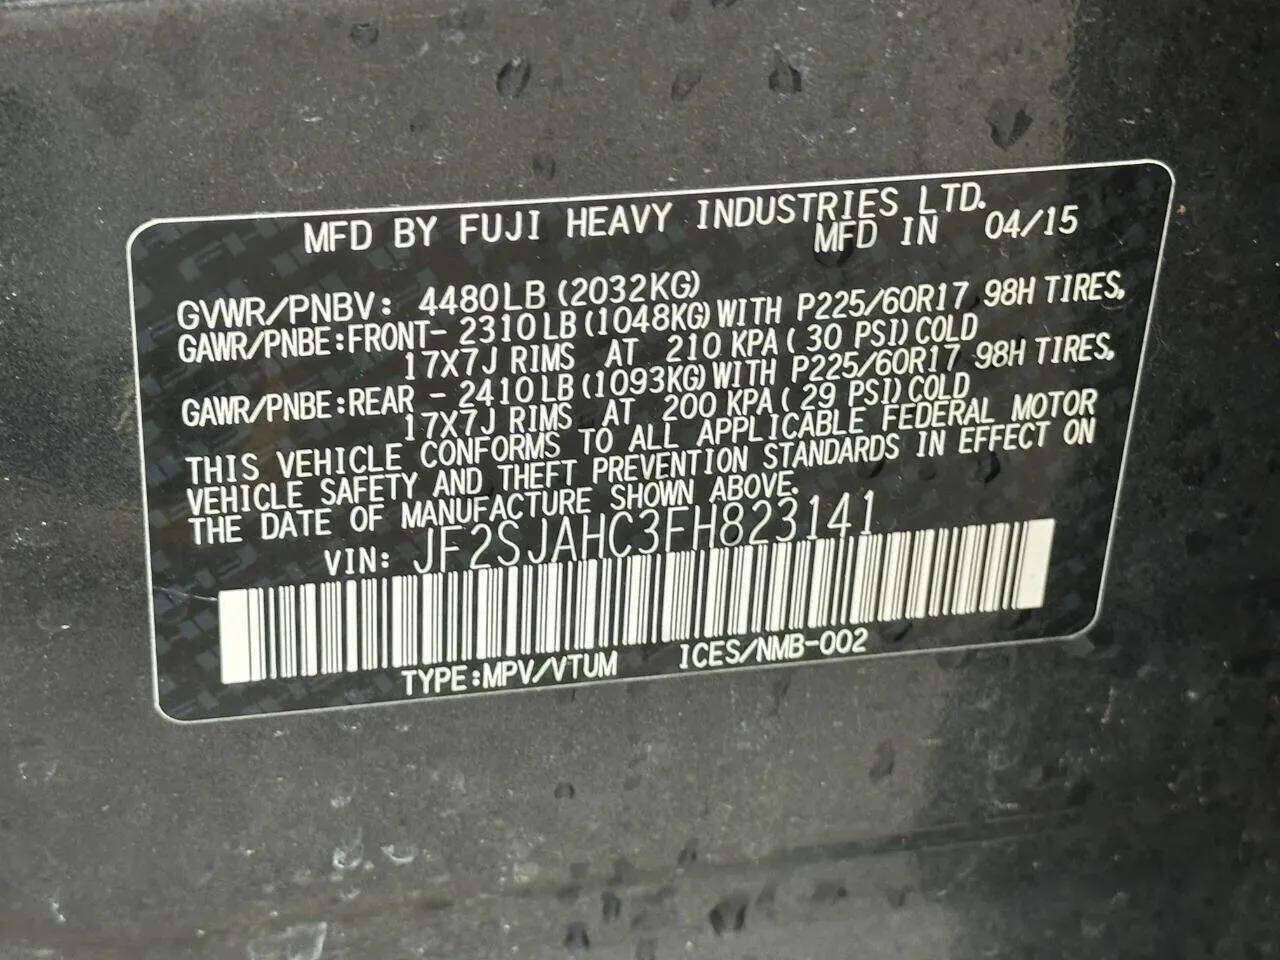 MFD BY FUJI HEAVY INDUSTRIES LTD.
MFD IN 04/15
GVWR/PNBV: 4480LB (2032KG)
GAWR/PNBE:FRONT- 2310LB (1048KG) WITH P225/60R17 98H TIRES,
17X7J RIMS AT 210 KPA ( 30 PSI) COLD
GAWR/PNBE:REAR - 2410LB (1093KG) WITH P225/60R17 98H TIRES,
17X7J RIMS AT 200 KPA ( 29 PSI) COLD
THIS VEHICLE CONFORMS TO ALL APPLICABLE FEDERAL MOTOR
VEHICLE SAFETY AND THEFT PREVENTION STANDARDS IN EFFECT ON
THE DATE OF MANUFACTURE SHOWN ABOVE.
VIN: JF2SJAHC3FH823141
TYPE:MPV/VTUM ICES/NMB-002